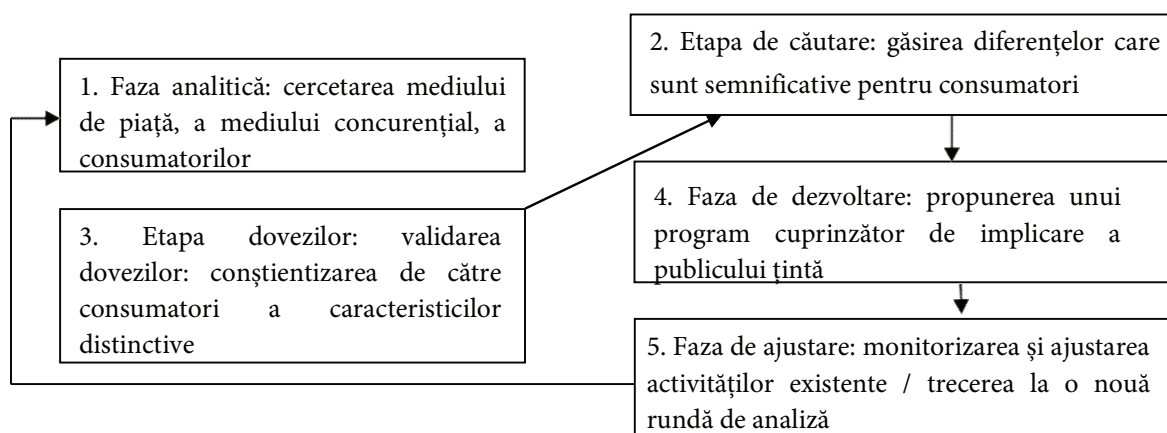 1. Faza analitică: cercetarea mediului
de piață, a mediului concurențial, a
consumatorilor
2. Etapa de căutare: găsirea diferențelor care
sunt semnificative pentru consumatori
3. Etapa dovezilor: validarea
dovezilor: conștientizarea de către
consumatori a caracteristicilor
distinctive
4. Faza de dezvoltare: propunerea unui
program cuprinzător de implicare a
publicului țintă
5. Faza de ajustare: monitorizarea și ajustarea
activităților existente / trecerea la o nouă
rundă de analiză